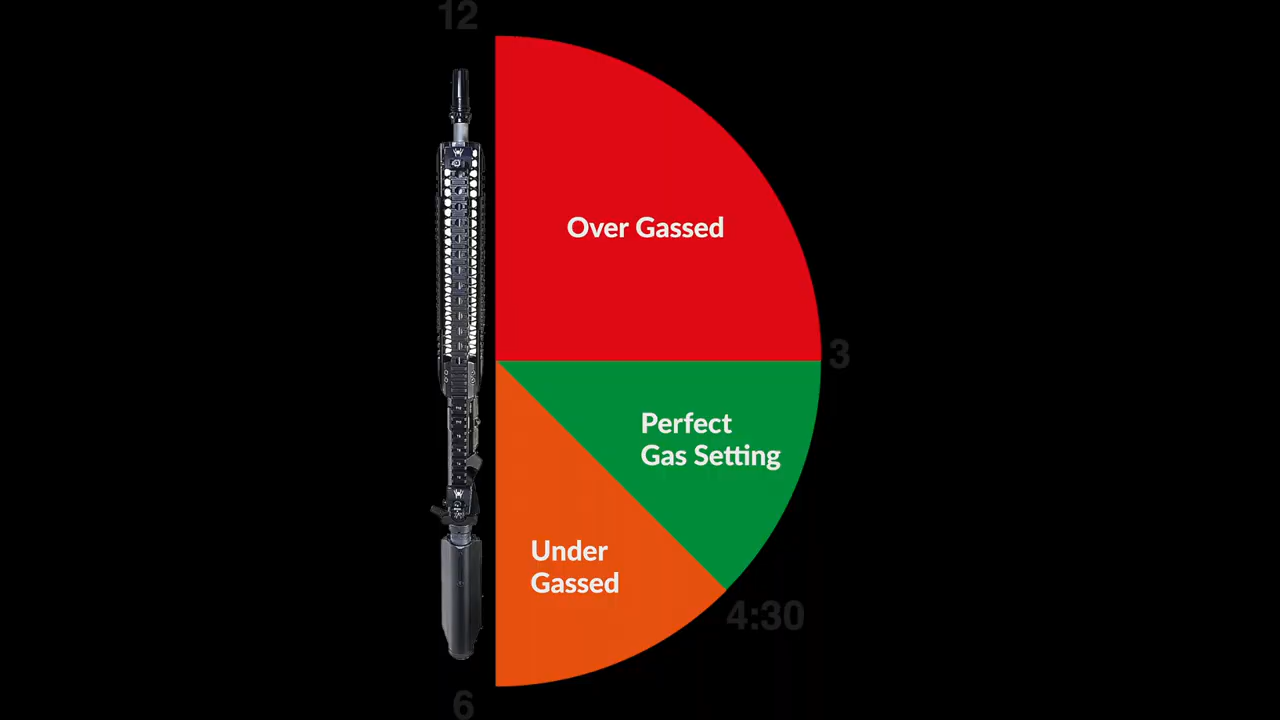 12
Over Gassed
3
Perfect
Gas Setting
Under
Gassed
4:30
6